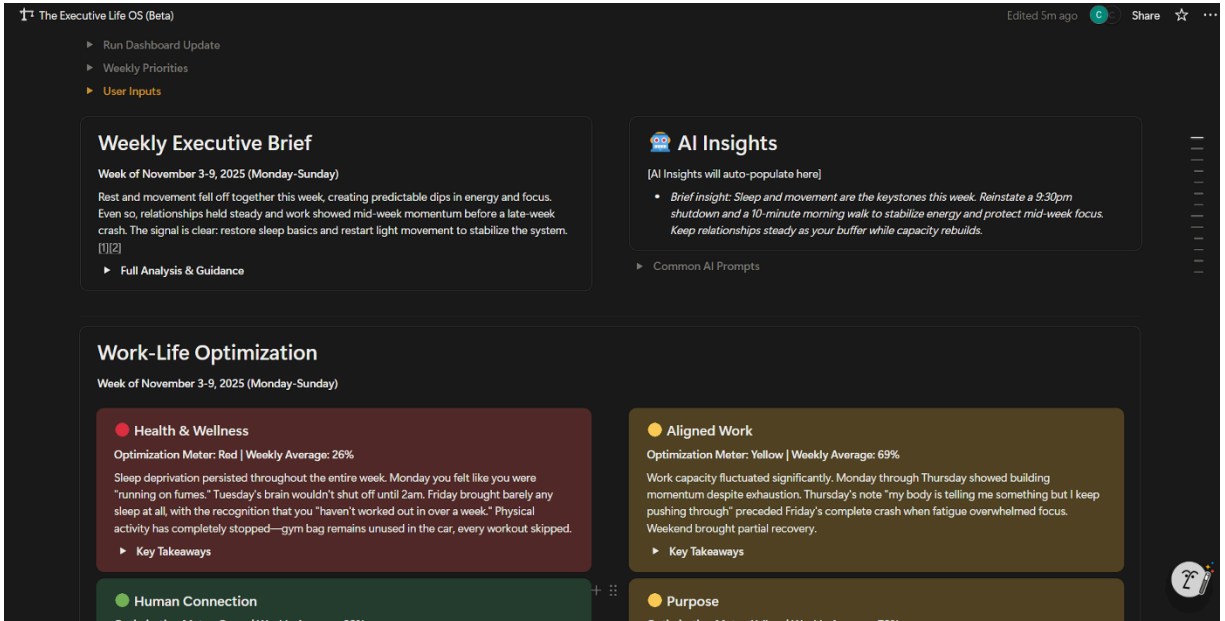 The Executive Life OS (Beta)
Edited 5m ago
C
Share
Run Dashboard Update
Weekly Priorities
User Inputs
Weekly Executive Brief
Week of November 3-9, 2025 (Monday-Sunday)
Rest and movement fell off together this week, creating predictable dips in energy and focus.
Even so, relationships held steady and work showed mid-week momentum before a late-week
crash. The signal is clear: restore sleep basics and restart light movement to stabilize the system.
[1][2]
Full Analysis & Guidance
AI Insights
[AI Insights will auto-populate here]
• Brief insight: Sleep and movement are the keystones this week. Reinstate a 9:30pm
shutdown and a 10-minute morning walk to stabilize energy and protect mid-week focus.
Keep relationships steady as your buffer while capacity rebuilds.
Common AI Prompts
Work-Life Optimization
Week of November 3-9, 2025 (Monday-Sunday)
Health & Wellness
Optimization Meter: Red | Weekly Average: 26%
Sleep deprivation persisted throughout the entire week. Monday you felt like you were
"running on fumes." Tuesday's brain wouldn't shut off until 2am. Friday brought barely any
sleep at all, with the recognition that you "haven't worked out in over a week." Physical
activity has completely stopped—gym bag remains unused in the car, every workout skipped.
Key Takeaways
Aligned Work
Optimization Meter: Yellow | Weekly Average: 69%
Work capacity fluctuated significantly. Monday through Thursday showed building
momentum despite exhaustion. Thursday's note "my body is telling me something but I keep
pushing through" preceded Friday's complete crash when fatigue overwhelmed focus.
Weekend brought partial recovery.
Key Takeaways
Human Connection
Purpose